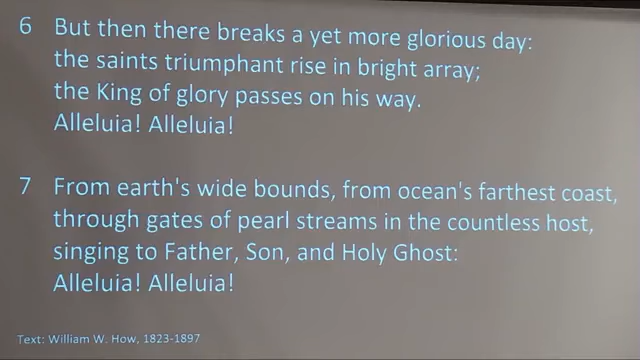 6 But then there breaks a yet more glorious day:
the saints triumphant rise in bright array;
the King of glory passes on his way.
Alleluia! Alleluia!
7 From earth's wide bounds, from ocean's farthest coast,
through gates of pearl streams in the countless host,
singing to Father, Son, and Holy Ghost:
Alleluia! Alleluia!
Text: William W. How, 1823-1897